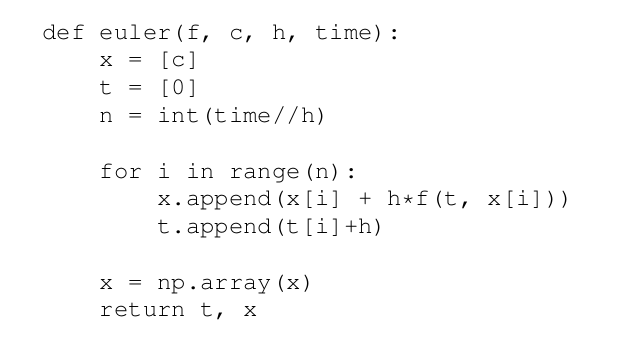 def euler(f, c, h, time):
    x = [c]
    t = [0]
    n = int(time//h)

    for i in range(n):
        x.append(x[i] + h*f(t, x[i]))
        t.append(t[i]+h)

    x = np.array(x)
    return t, x